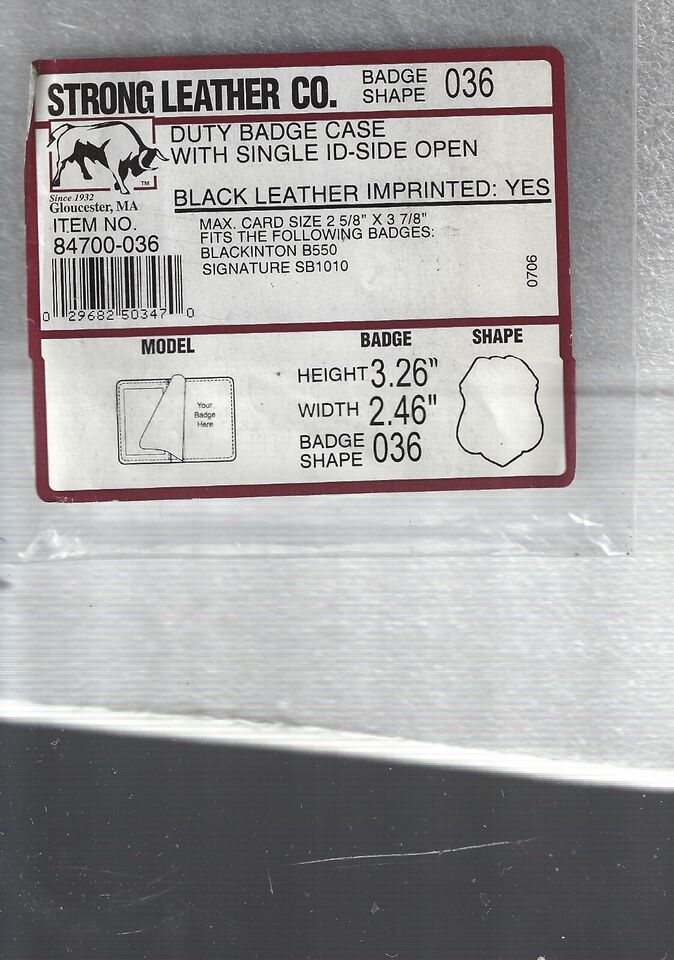 STRONG LEATHER CO.
BADGE SHAPE 036
TM
Since 1932
Gloucester, MA
DUTY BADGE CASE
WITH SINGLE ID-SIDE OPEN
BLACK LEATHER IMPRINTED: YES
ITEM NO.
84700-036
MAX. CARD SIZE 2 5/8" X 3 7/8"
FITS THE FOLLOWING BADGES:
BLACKINTON B550
SIGNATURE SB1010
0706
0 29682 50347 0
MODEL
Your
Badge
Here
BADGE
HEIGHT 3.26"
WIDTH 2.46"
BADGE SHAPE 036
SHAPE